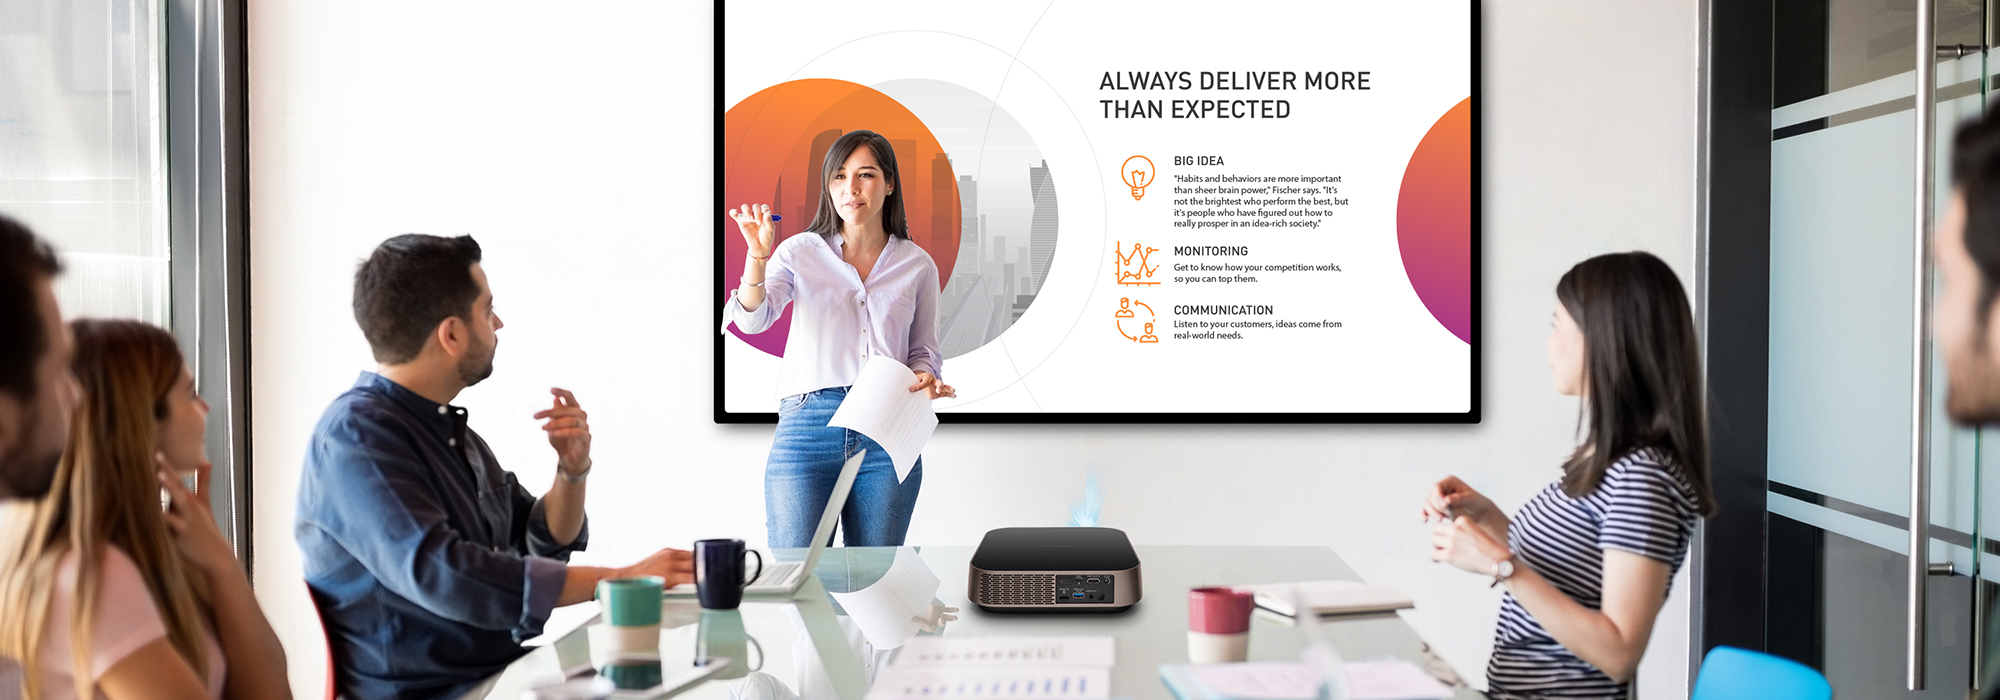 ALWAYS DELIVER MORE
THAN EXPECTED
BIG IDEA
"Habits and behaviors are more important
than sheer brain power," Fischer says. "It's
not the brightest who perform the best, but
it's people who have figured out how to
really prosper in an idea-rich society."
MONITORING
Get to know how your competition works,
so you can top them.
COMMUNICATION
Listen to your customers, ideas come from
real-world needs.